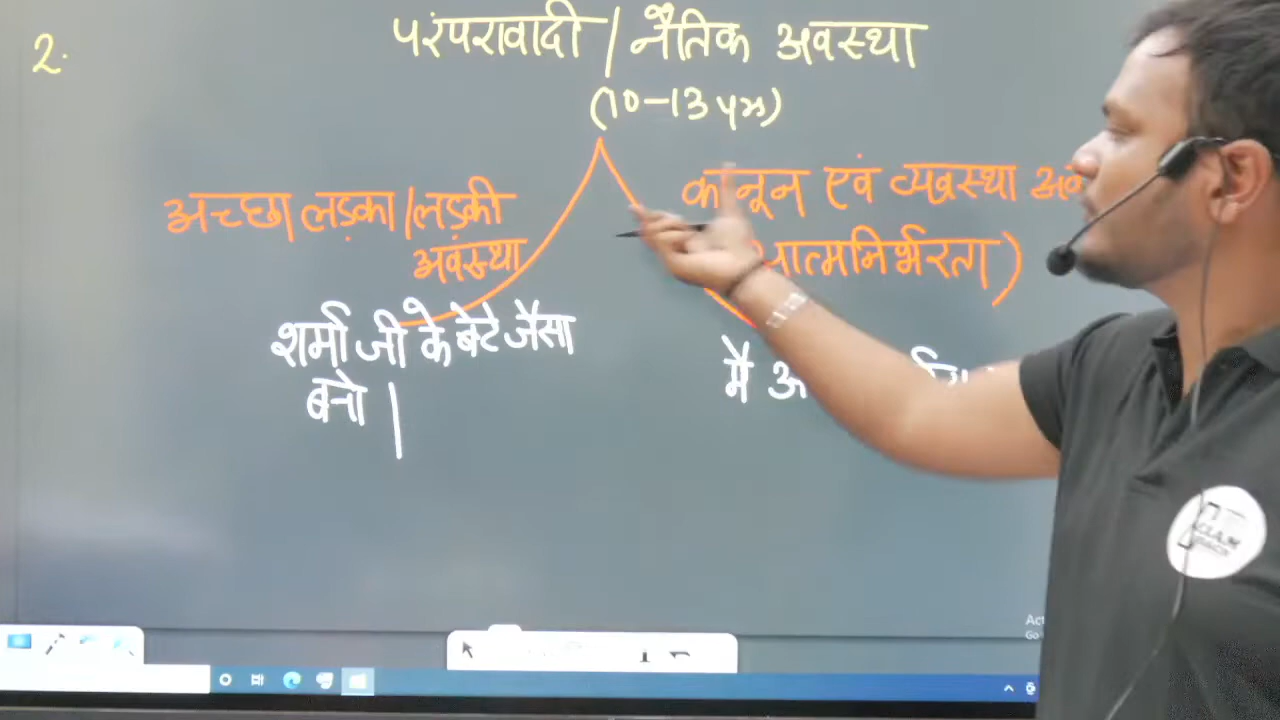 2.
परंपरावादी / नैतिक अवस्था
(10-13 yrs)
अच्छा लड़का / लड़की
अवस्था
कानून एवं व्यवस्था
आत्मनिर्भरता)
शर्मा जी के बेटे जैसा
बनो |
मै